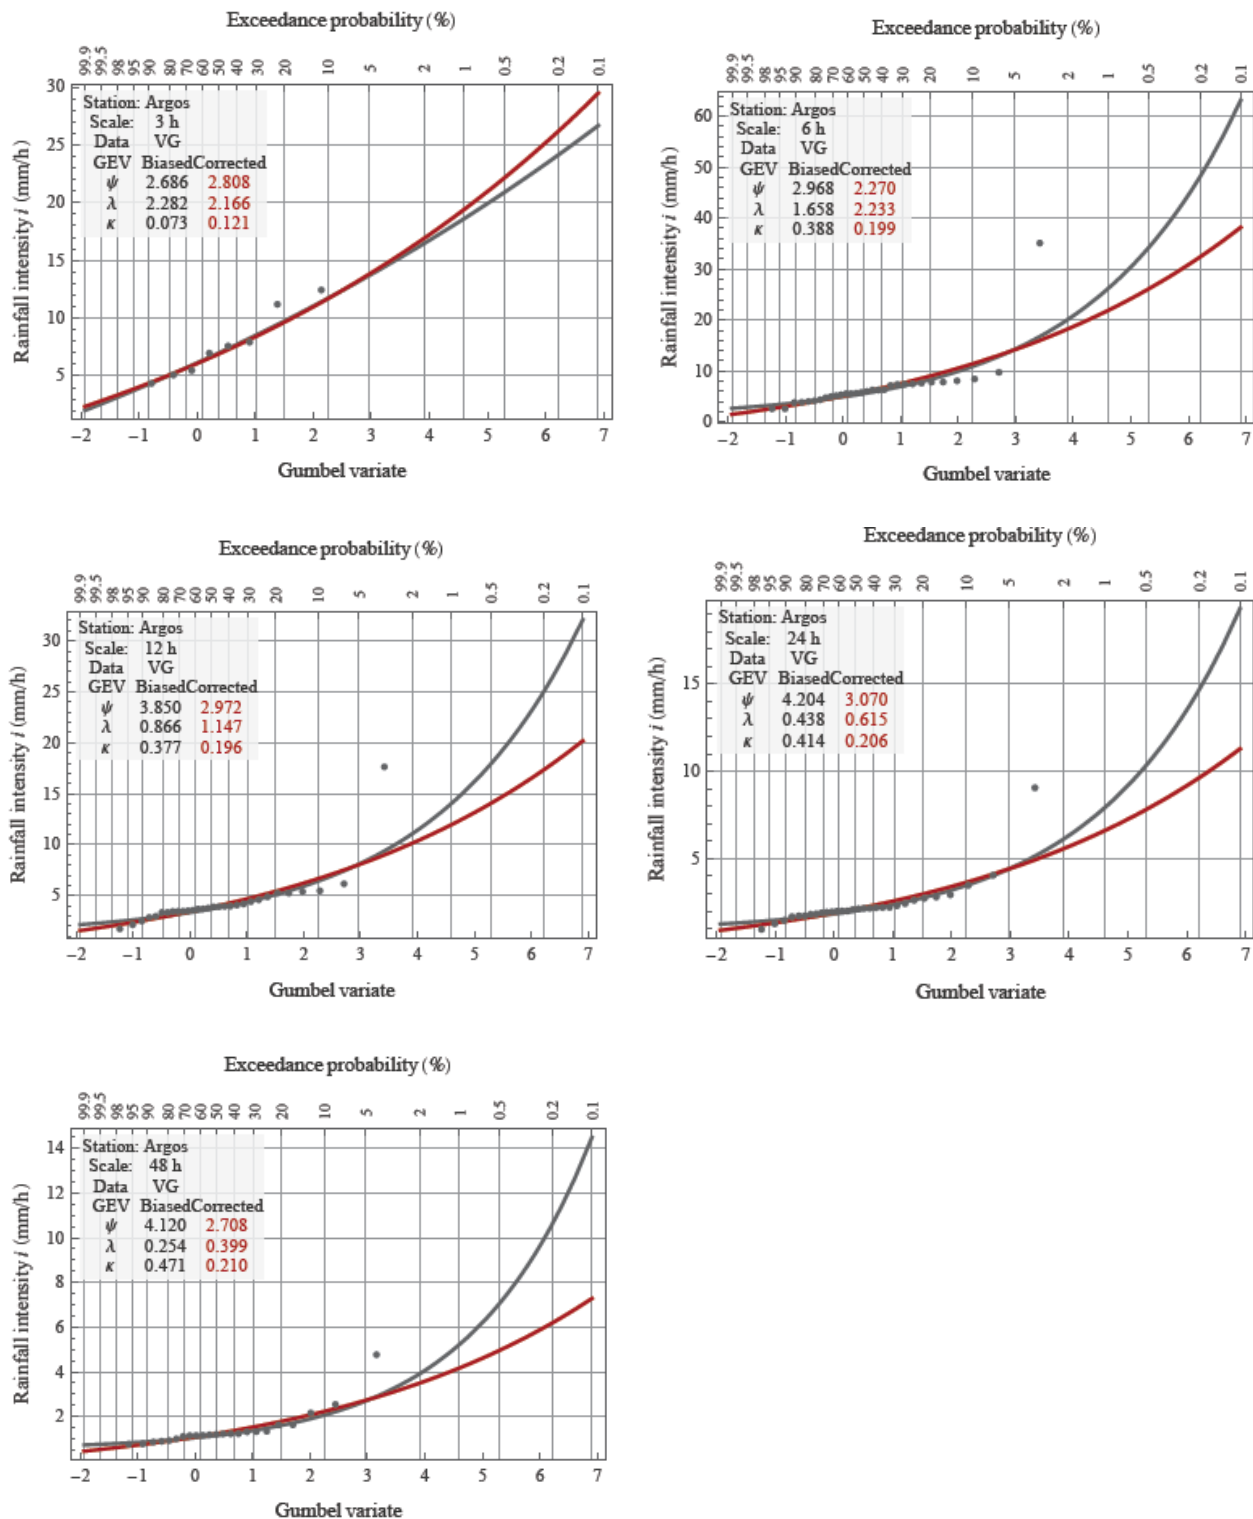 Exceedance probability (%)
99.9 99.5 98 95 90 80 70 60 50 40 30 20 10 5 2 1 0.5 0.2 0.1
Station: Argos
Scale: 3 h
Data VG
GEV Biased Corrected
ψ 2.686 2.808
λ 2.282 2.166
κ 0.073 0.121
30
25
20
15
10
5
Rainfall intensity i (mm/h)
−2 −1 0 1 2 3 4 5 6 7
Gumbel variate
Exceedance probability (%)
99.9 99.5 98 95 90 80 70 60 50 40 30 20 10 5 2 1 0.5 0.2 0.1
Station: Argos
Scale: 6 h
Data VG
GEV Biased Corrected
ψ 2.968 2.270
λ 1.658 2.233
κ 0.388 0.199
60
50
40
30
20
10
0
Rainfall intensity i (mm/h)
−2 −1 0 1 2 3 4 5 6 7
Gumbel variate
Exceedance probability (%)
99.9 99.5 98 95 90 80 70 60 50 40 30 20 10 5 2 1 0.5 0.2 0.1
Station: Argos
Scale: 12 h
Data VG
GEV Biased Corrected
ψ 3.850 2.972
λ 0.866 1.147
κ 0.377 0.196
30
25
20
15
10
5
Rainfall intensity i (mm/h)
−2 −1 0 1 2 3 4 5 6 7
Gumbel variate
Exceedance probability (%)
99.9 99.5 98 95 90 80 70 60 50 40 30 20 10 5 2 1 0.5 0.2 0.1
Station: Argos
Scale: 24 h
Data VG
GEV Biased Corrected
ψ 4.204 3.070
λ 0.438 0.615
κ 0.414 0.206
15
10
5
Rainfall intensity i (mm/h)
−2 −1 0 1 2 3 4 5 6 7
Gumbel variate
Exceedance probability (%)
99.9 99.5 98 95 90 80 70 60 50 40 30 20 10 5 2 1 0.5 0.2 0.1
Station: Argos
Scale: 48 h
Data VG
GEV Biased Corrected
ψ 4.120 2.708
λ 0.254 0.399
κ 0.471 0.210
14
12
10
8
6
4
2
Rainfall intensity i (mm/h)
−2 −1 0 1 2 3 4 5 6 7
Gumbel variate